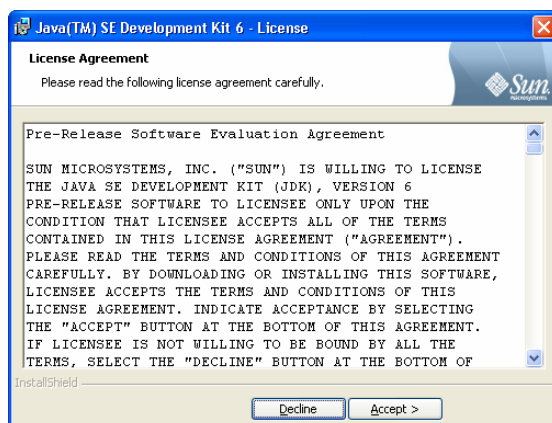 Java(TM) SE Development Kit 6 - License
License Agreement
Please read the following license agreement carefully.
Sun
microsystems
Pre-Release Software Evaluation Agreement
SUN MICROSYSTEMS, INC. ("SUN") IS WILLING TO LICENSE
THE JAVA SE DEVELOPMENT KIT (JDK), VERSION 6
PRE-RELEASE SOFTWARE TO LICENSEE ONLY UPON THE
CONDITION THAT LICENSEE ACCEPTS ALL OF THE TERMS
CONTAINED IN THIS LICENSE AGREEMENT ("AGREEMENT").
PLEASE READ THE TERMS AND CONDITIONS OF THIS AGREEMENT
CAREFULLY. BY DOWNLOADING OR INSTALLING THIS SOFTWARE,
LICENSEE ACCEPTS THE TERMS AND CONDITIONS OF THIS
LICENSE AGREEMENT. INDICATE ACCEPTANCE BY SELECTING
THE "ACCEPT" BUTTON AT THE BOTTOM OF THIS AGREEMENT.
IF LICENSEE IS NOT WILLING TO BE BOUND BY ALL THE
TERMS, SELECT THE "DECLINE" BUTTON AT THE BOTTOM OF
InstallShield
Decline
Accept >